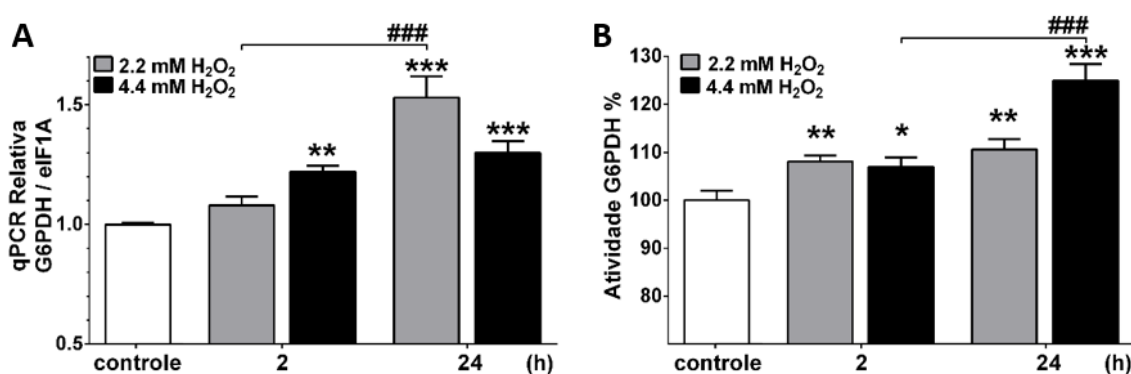 A
###
2.2 mM H₂O₂
4.4 mM H₂O₂
***
***
**
qPCR Relativa
G6PDH / eIF1A
1.5
1.0
0.5
controle 2 24 (h)
B
###
2.2 mM H₂O₂
4.4 mM H₂O₂
***
**
*
**
Atividade G6PDH %
130
120
110
100
90
80
controle 2 24 (h)